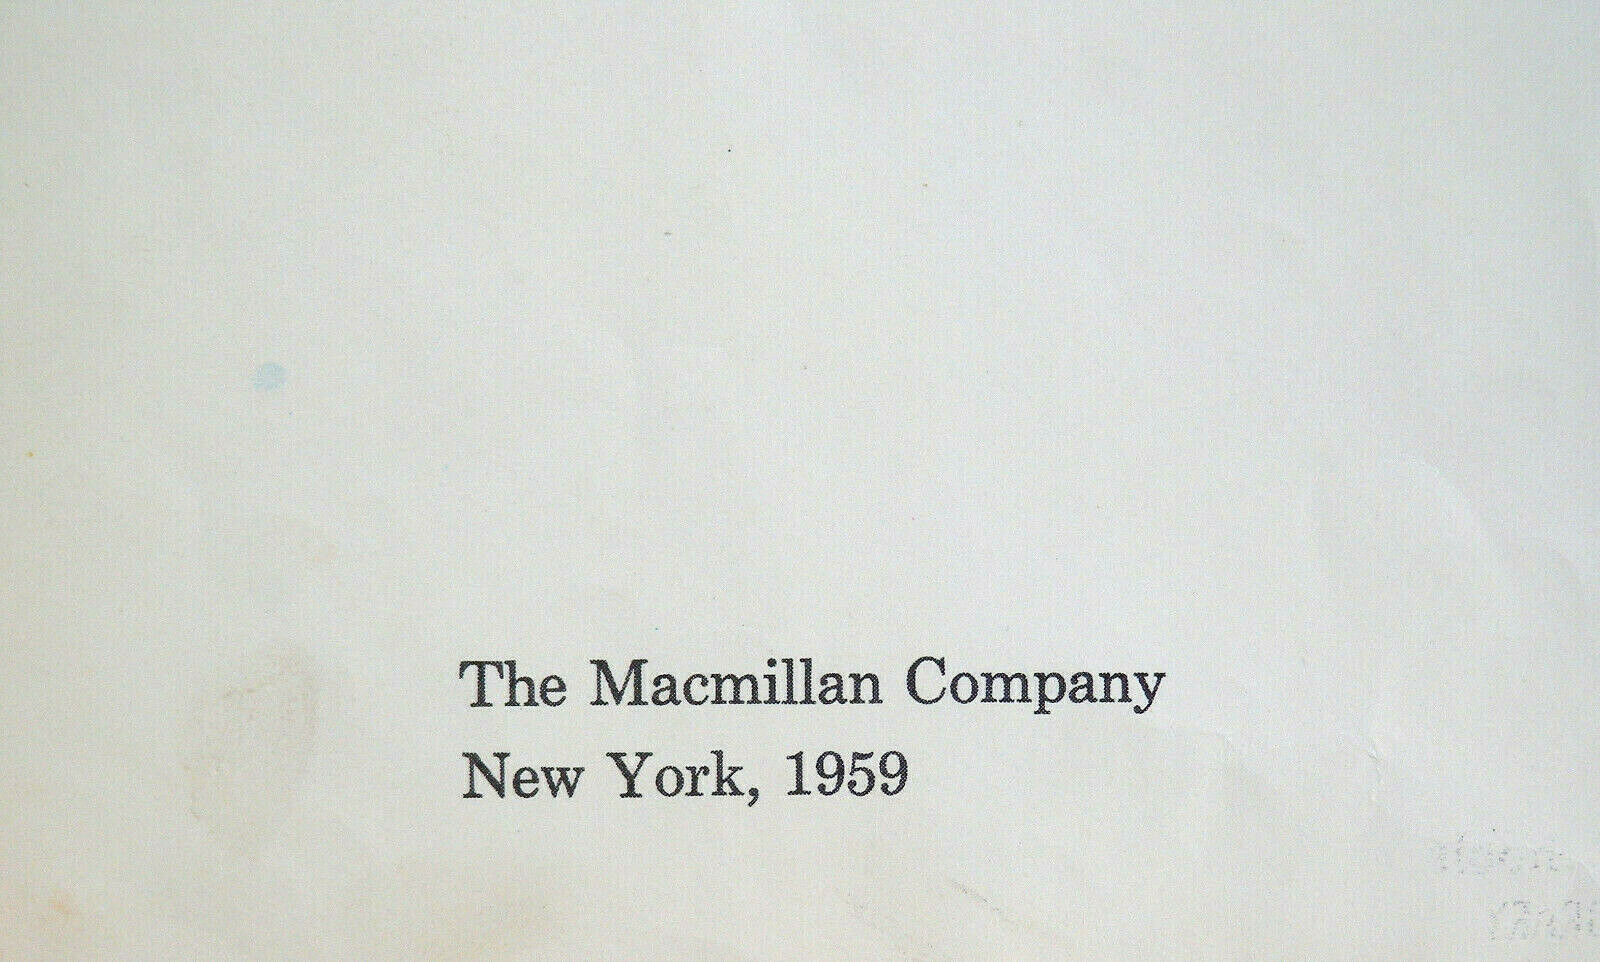 The Macmillan Company
New York, 1959